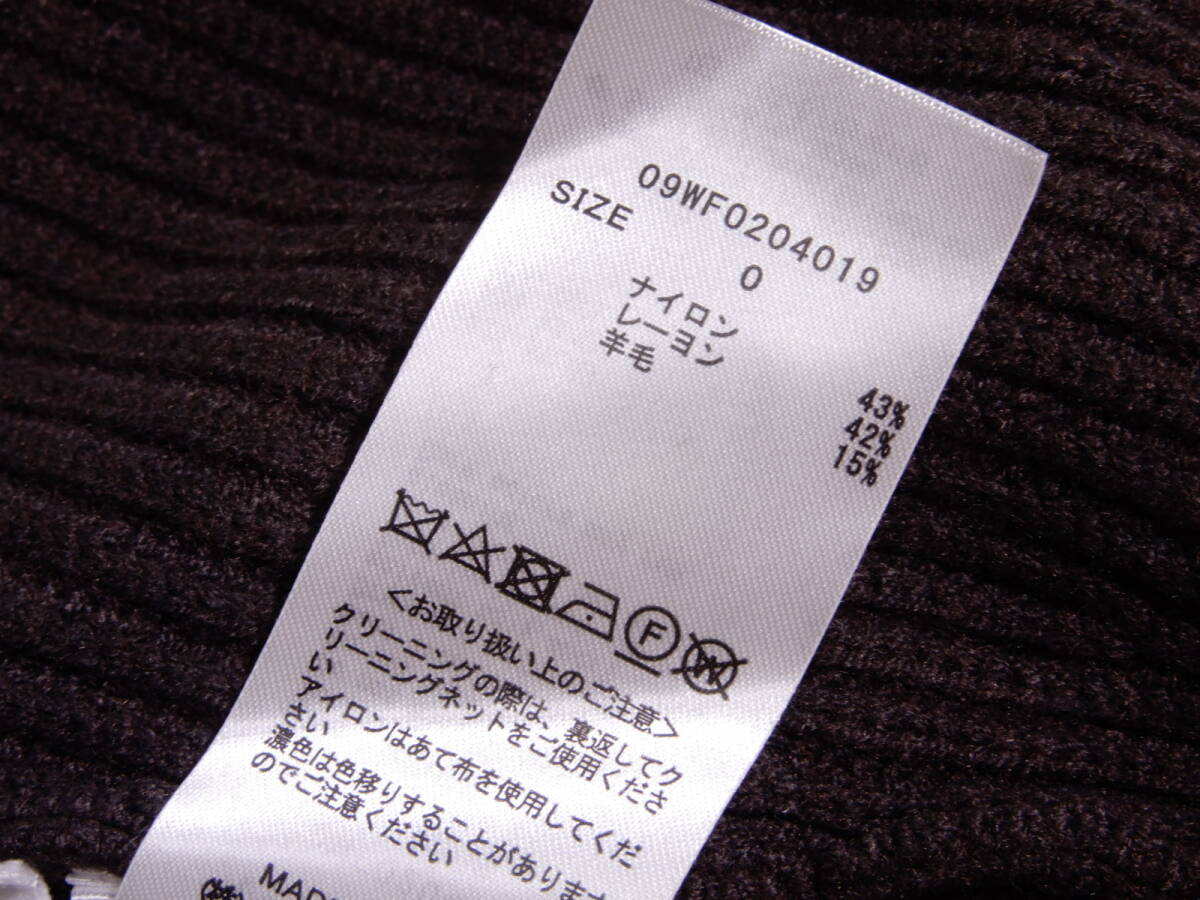 09WF0204019
SIZE 0
ナイロン 43%
レーヨン 42%
羊毛 15%
F
<お取り扱い上のご注意>
クリーニングの際は、裏返してク
リーニングネットをご使用くださ
い
アイロンはあて布を使用してくだ
さい
濃色は色移りすることがあります
のでご注意ください
MADE